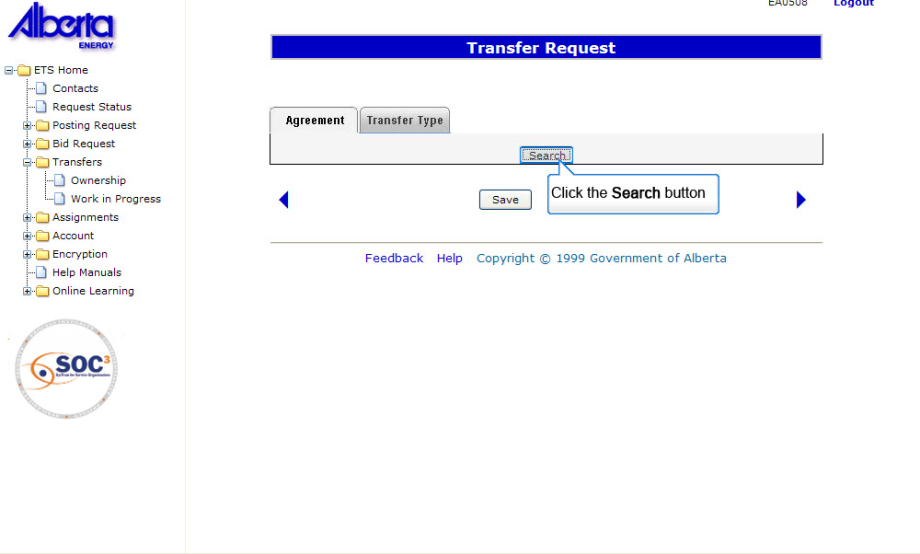 EA0508 Logout
Alberta
ENERGY
Transfer Request
ETS Home
Contacts
Request Status
Posting Request
Bid Request
Transfers
Ownership
Work in Progress
Assignments
Account
Encryption
Help Manuals
Online Learning
Agreement Transfer Type
Search
Click the Search button
Save
Feedback Help Copyright © 1999 Government of Alberta
SOC3